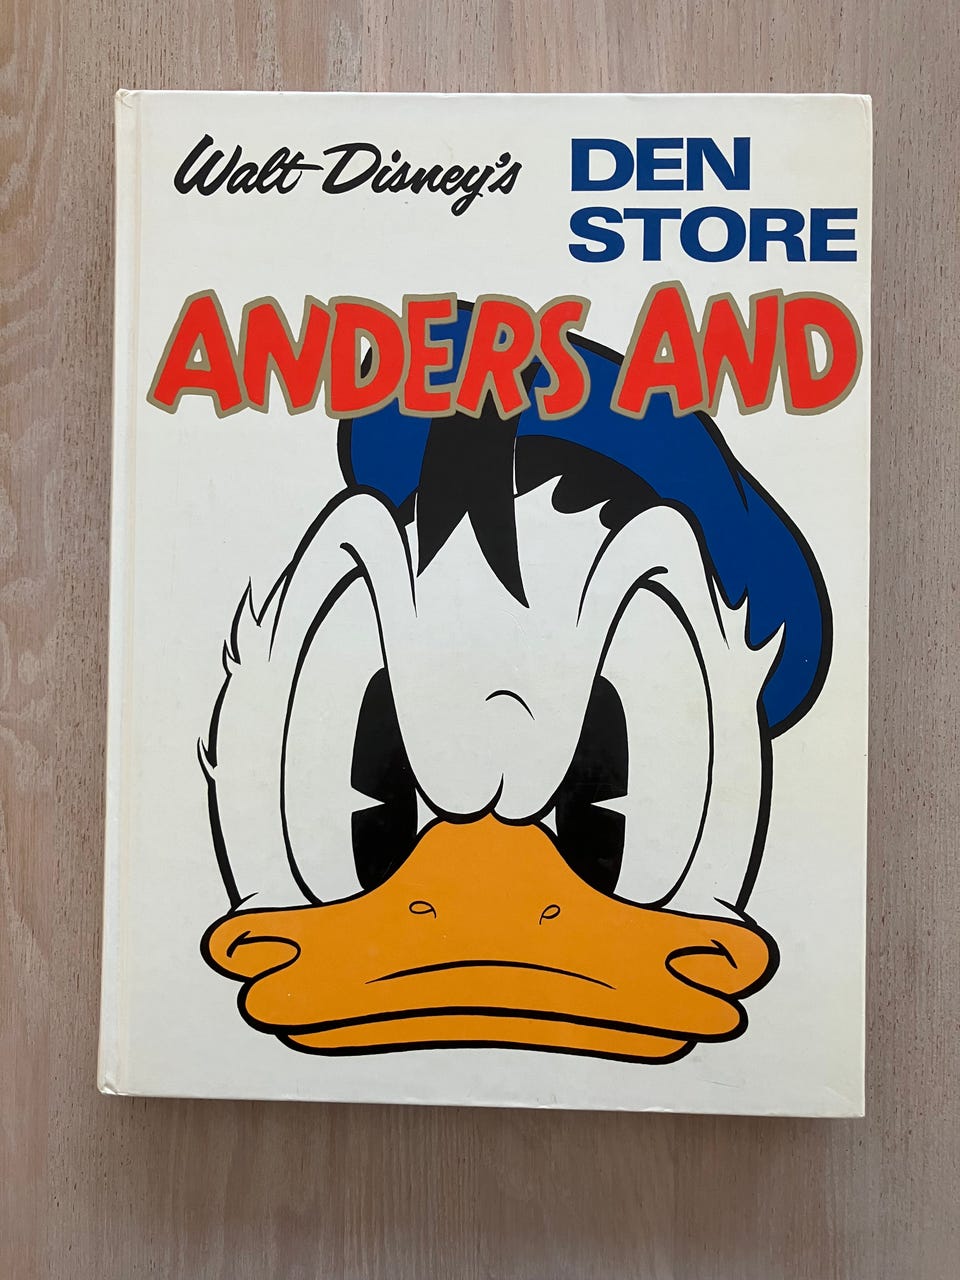 Walt Disney's
DEN
STORE
ANDERS AND